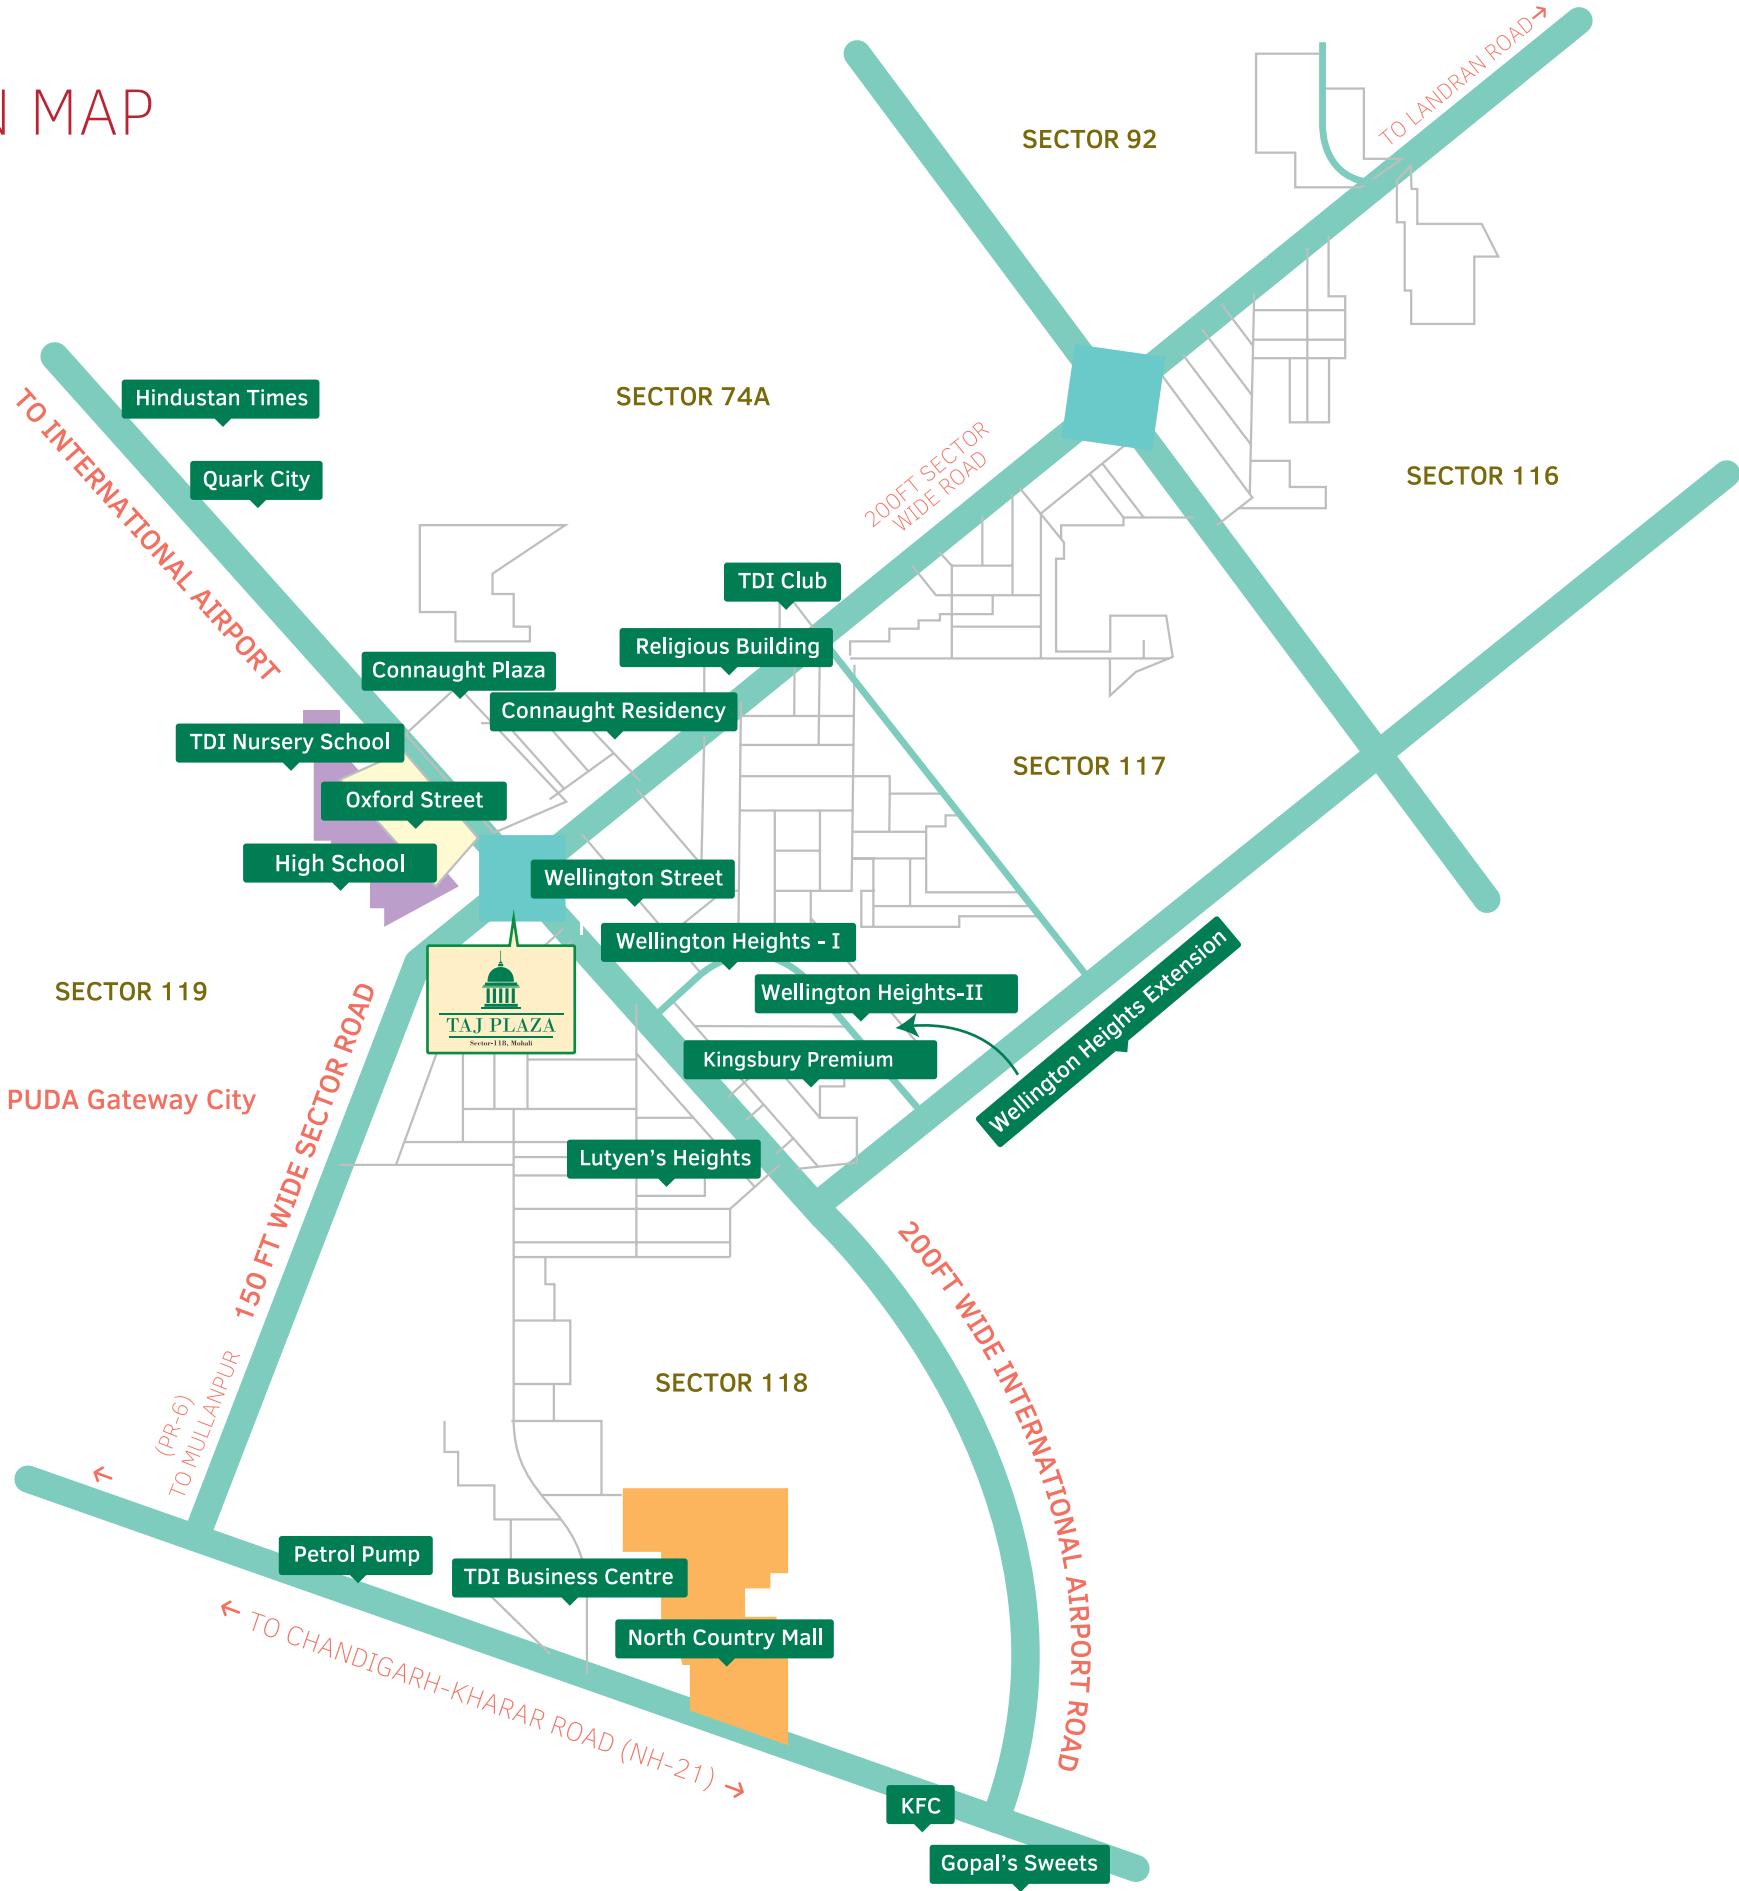 N MAP
TO LANDRAN ROAD
SECTOR 92
Hindustan Times
SECTOR 74A
TO INTERNATIONAL AIRPORT
200FT SECTOR
WIDE ROAD
Quark City
SECTOR 116
TDI Club
Religious Building
Connaught Plaza
Connaught Residency
TDI Nursery School
SECTOR 117
Oxford Street
High School
Wellington Street
Wellington Heights - I
SECTOR 119
Wellington Heights-II
Wellington Heights Extension
TAJ PLAZA
Sector-118, Mohali
Kingsbury Premium
PUDA Gateway City
150 FT WIDE SECTOR ROAD
Lutyen's Heights
200FT WIDE INTERNATIONAL AIRPORT ROAD
SECTOR 118
(PR-6)
TO MULLANPUR
Petrol Pump
TDI Business Centre
North Country Mall
TO CHANDIGARH-KHARAR ROAD (NH-21)
KFC
Gopal's Sweets